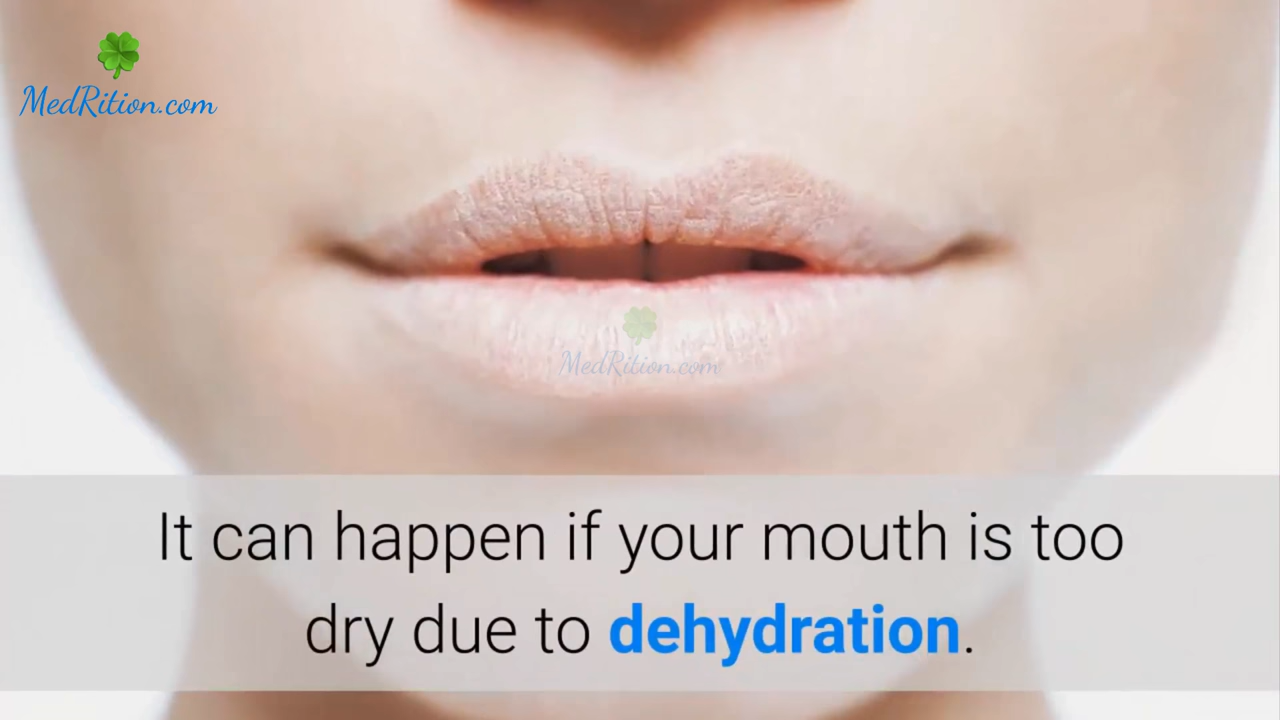 MedRition.com
MedRition.com
It can happen if your mouth is too
dry due to dehydration.